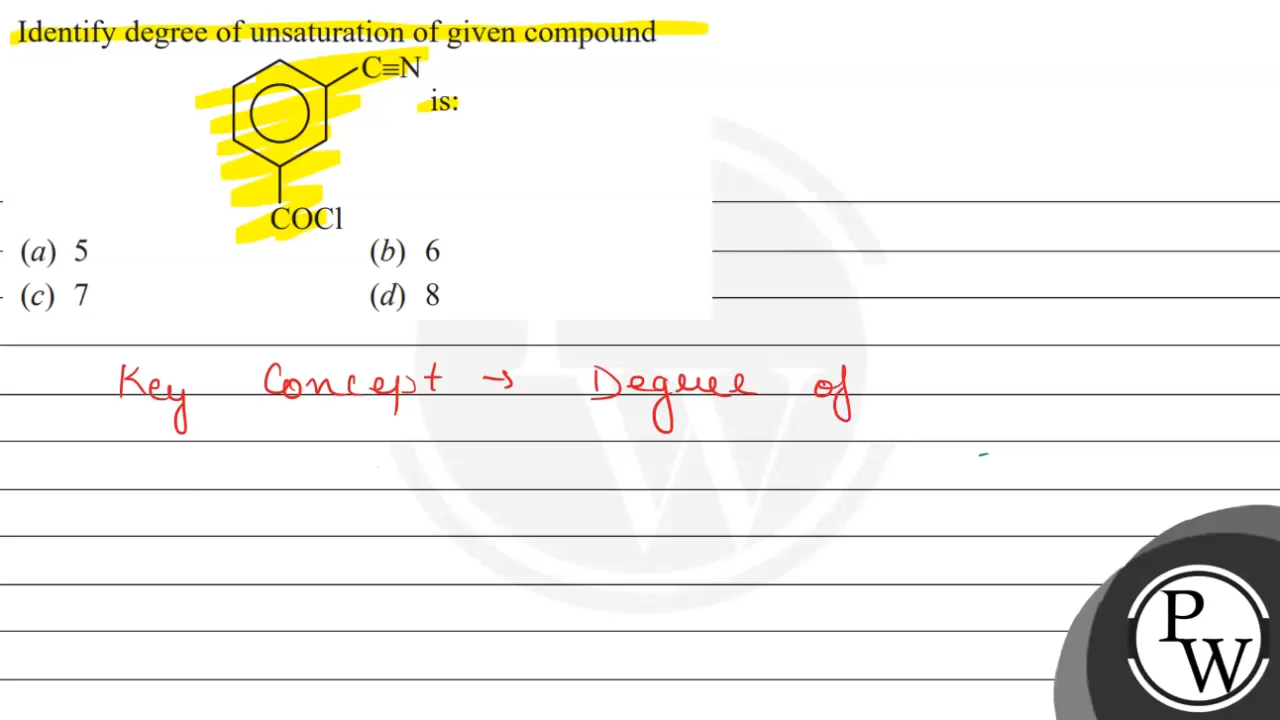 Identify degree of unsaturation of given compound
C≡N
is:
COCl
(a) 5 (b) 6
(c) 7 (d) 8
Key Concept → Degree of
P
W